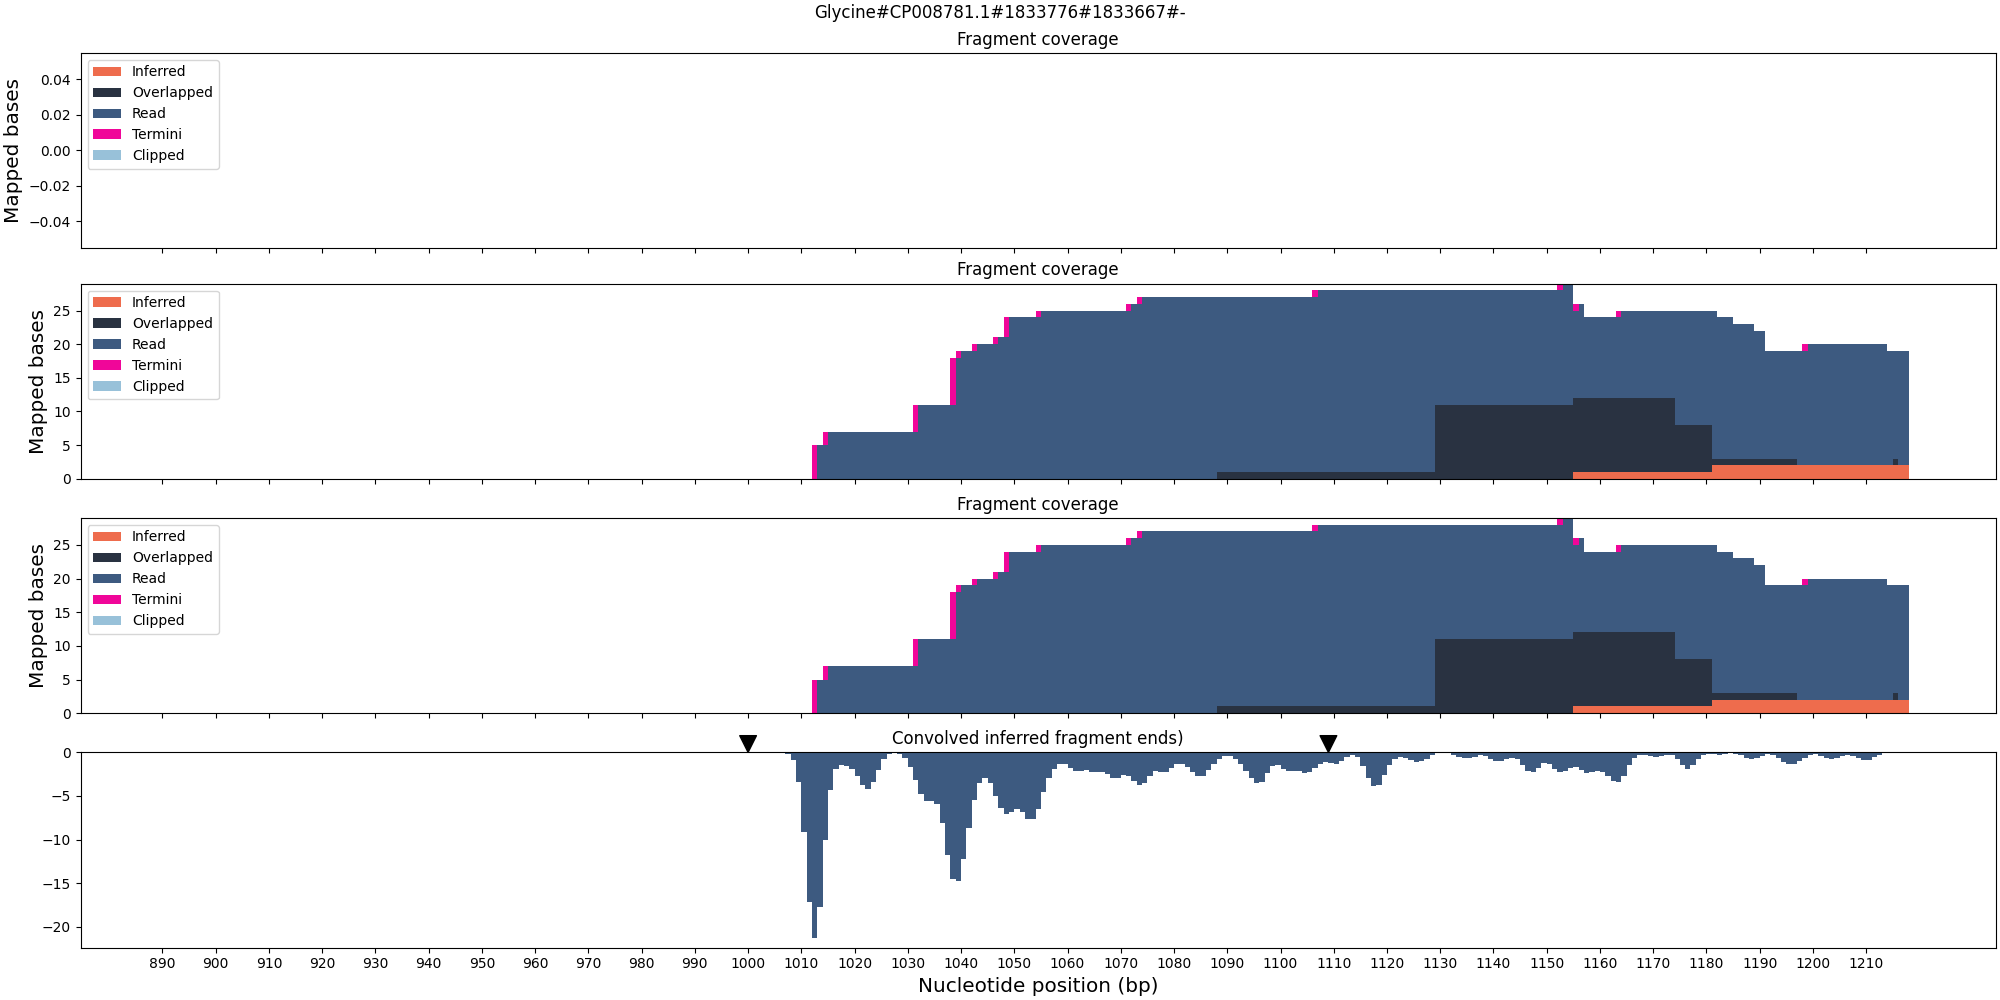 Glycine#CP008781.1#1833776#1833667#-
Fragment coverage
Mapped bases
0.04
0.02
0.00
−0.02
−0.04
Inferred
Overlapped
Read
Termini
Clipped
Fragment coverage
Mapped bases
25
20
15
10
5
0
Inferred
Overlapped
Read
Termini
Clipped
Fragment coverage
Mapped bases
25
20
15
10
5
0
Inferred
Overlapped
Read
Termini
Clipped
Convolved inferred fragment ends)
0
−5
−10
−15
−20
890 900 910 920 930 940 950 960 970 980 990 1000 1010 1020 1030 1040 1050 1060 1070 1080 1090 1100 1110 1120 1130 1140 1150 1160 1170 1180 1190 1200 1210
Nucleotide position (bp)